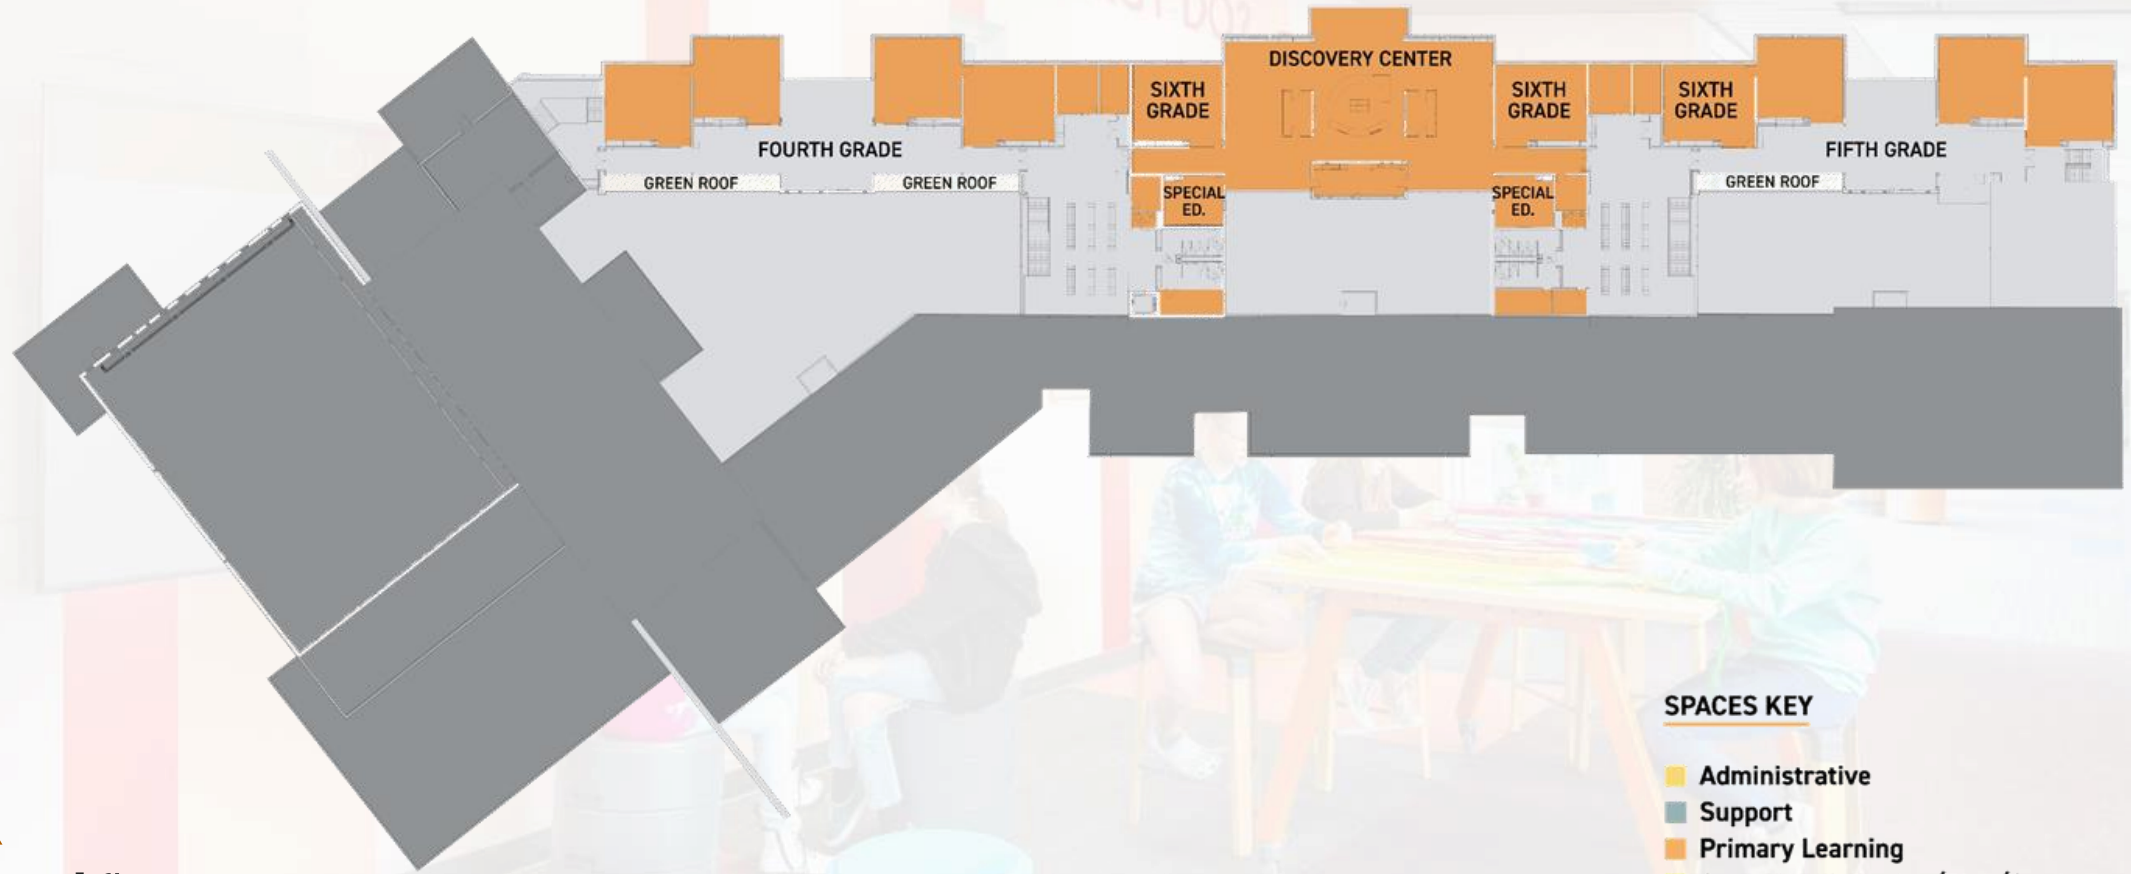 DISCOVERY CENTER
SIXTH
GRADE
SIXTH
GRADE
SIXTH
GRADE
FOURTH GRADE
FIFTH GRADE
GREEN ROOF
GREEN ROOF
GREEN ROOF
SPECIAL
ED.
SPECIAL
ED.
SPACES KEY
Administrative
Support
Primary Learning